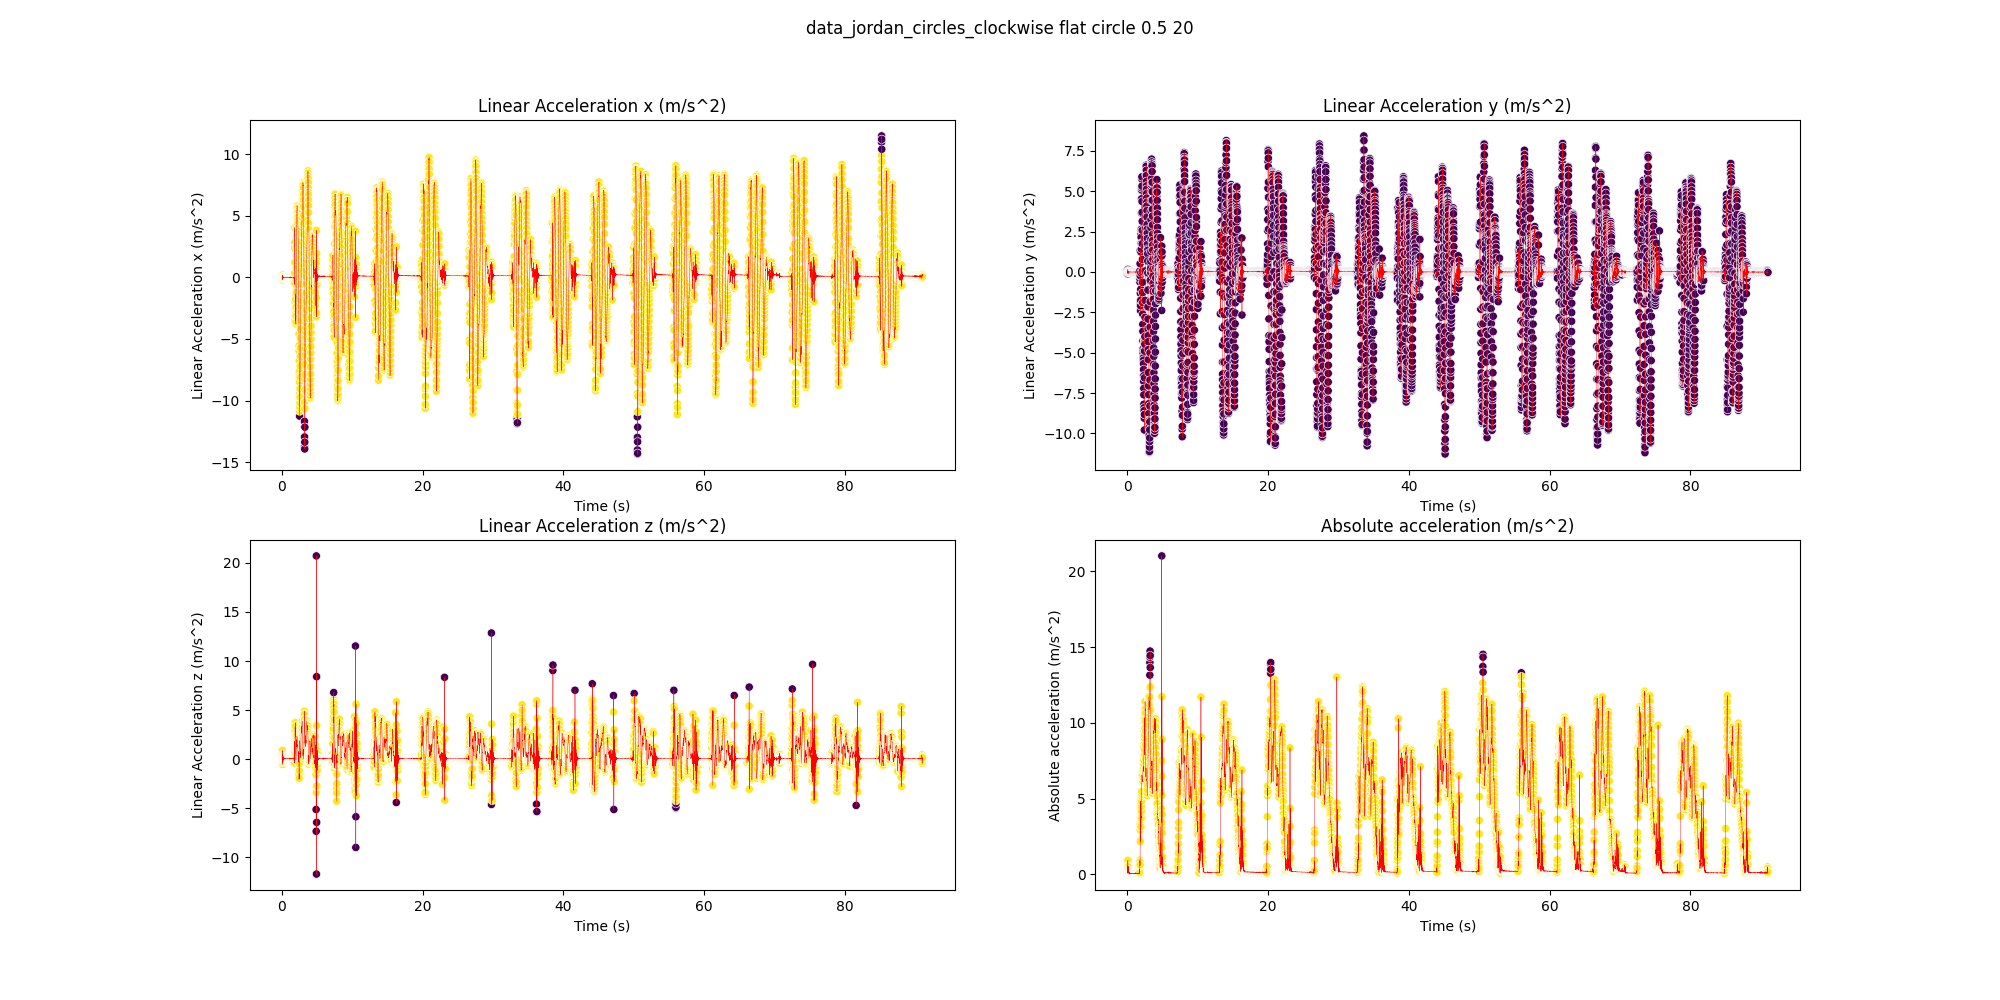 data_jordan_circles_clockwise flat circle 0.5 20
Linear Acceleration x (m/s^2)
Linear Acceleration x (m/s^2)
10
5
0
−5
−10
−15
0 20 40 60 80
Time (s)
Linear Acceleration y (m/s^2)
Linear Acceleration y (m/s^2)
7.5
5.0
2.5
0.0
−2.5
−5.0
−7.5
−10.0
0 20 40 60 80
Time (s)
Linear Acceleration z (m/s^2)
Linear Acceleration z (m/s^2)
20
15
10
5
0
−5
−10
0 20 40 60 80
Time (s)
Absolute acceleration (m/s^2)
Absolute acceleration (m/s^2)
20
15
10
5
0
0 20 40 60 80
Time (s)